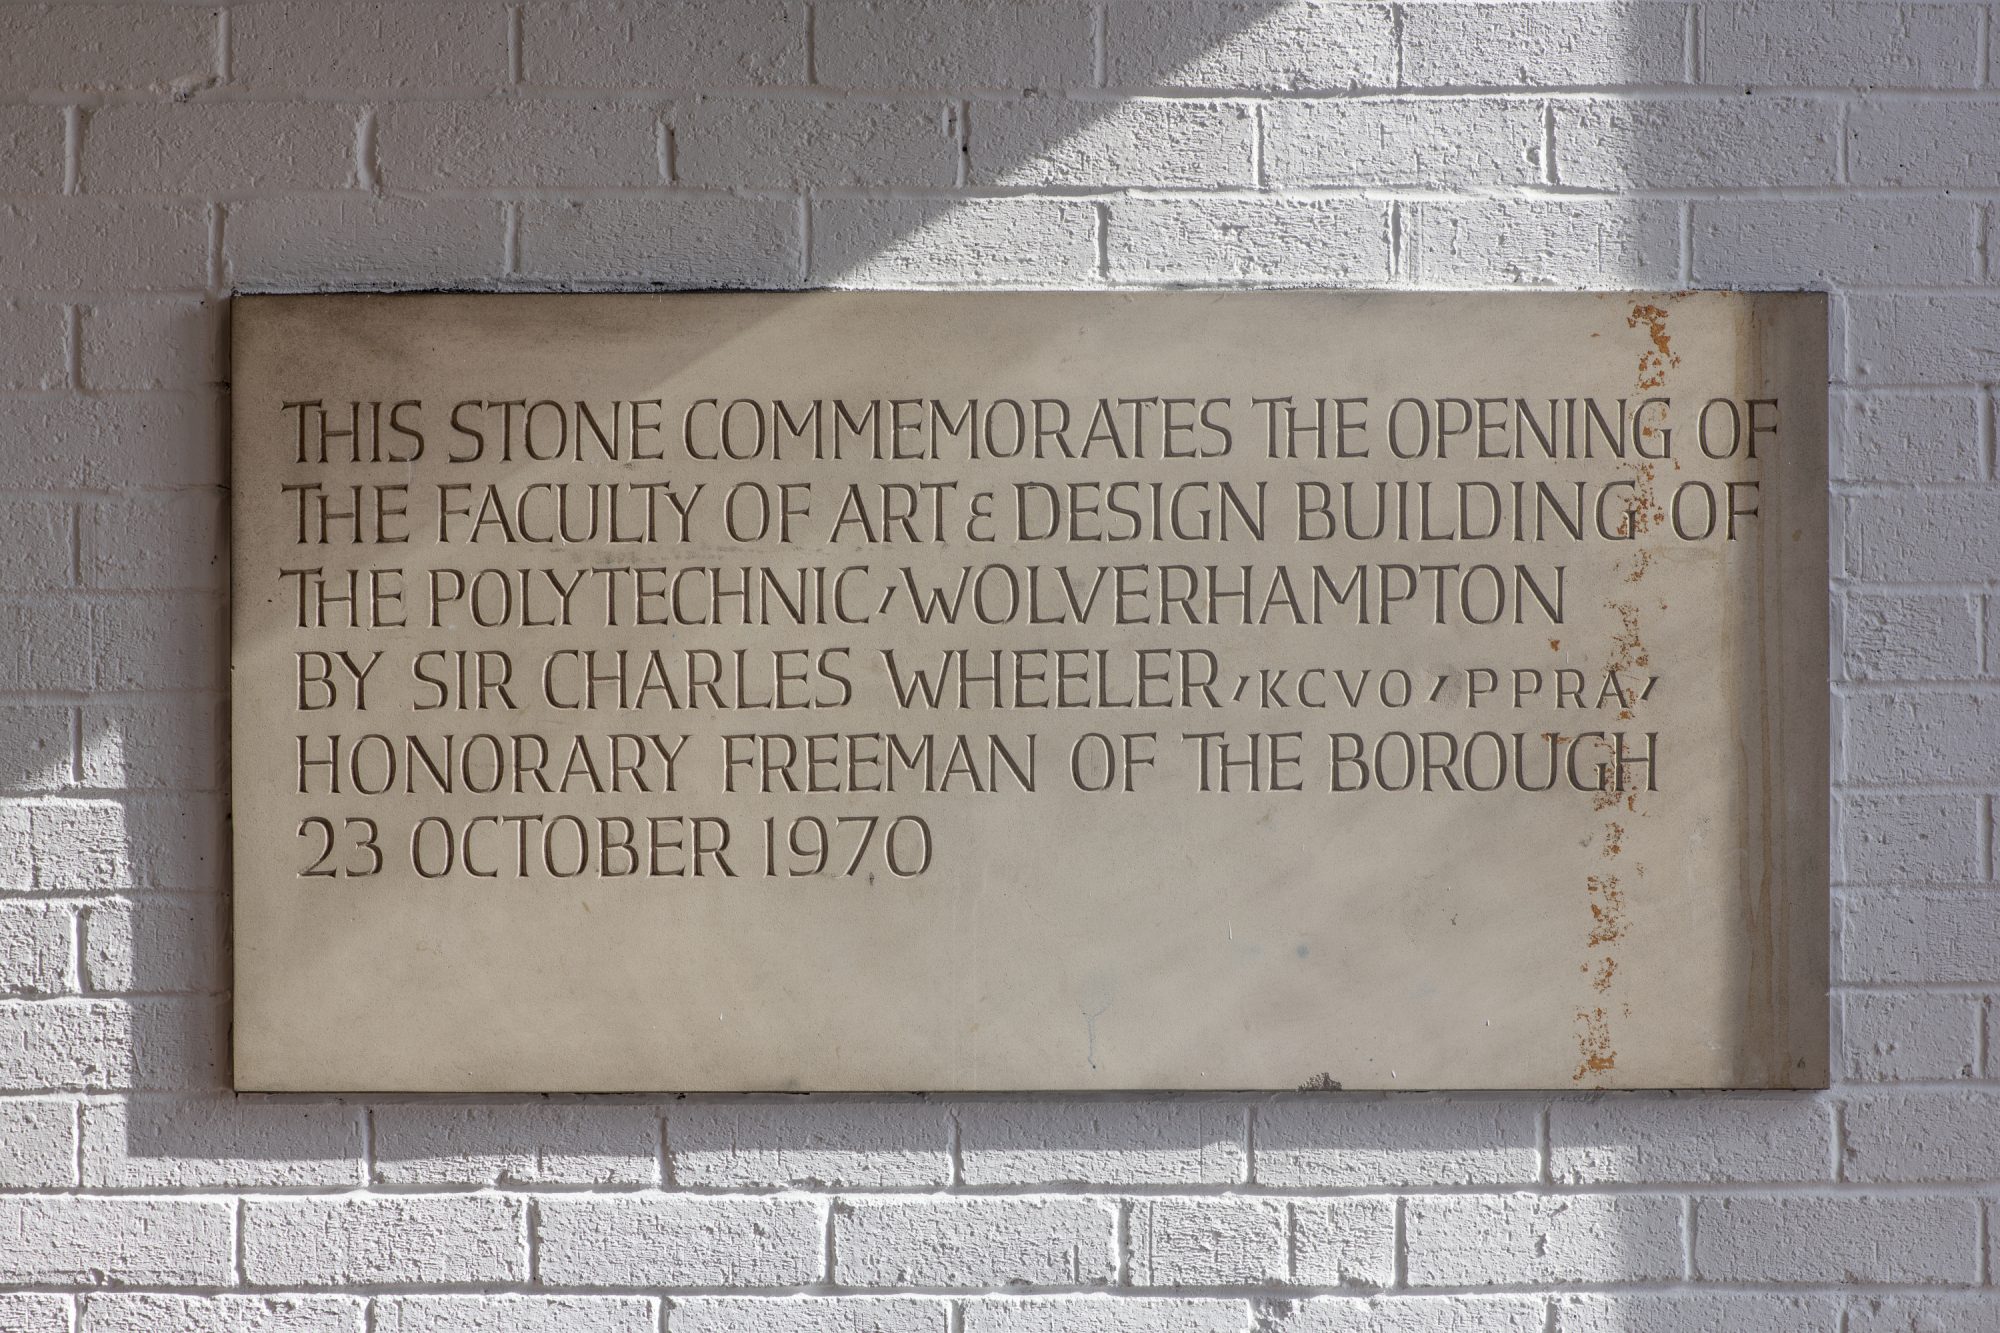 THIS STONE COMMEMORATES THE OPENING OF
THE FACULTY OF ART & DESIGN BUILDING OF
THE POLYTECHNIC, WOLVERHAMPTON
BY SIR CHARLES WHEELER, KCVO, PPRA,
HONORARY FREEMAN OF THE BOROUGH
23 OCTOBER 1970